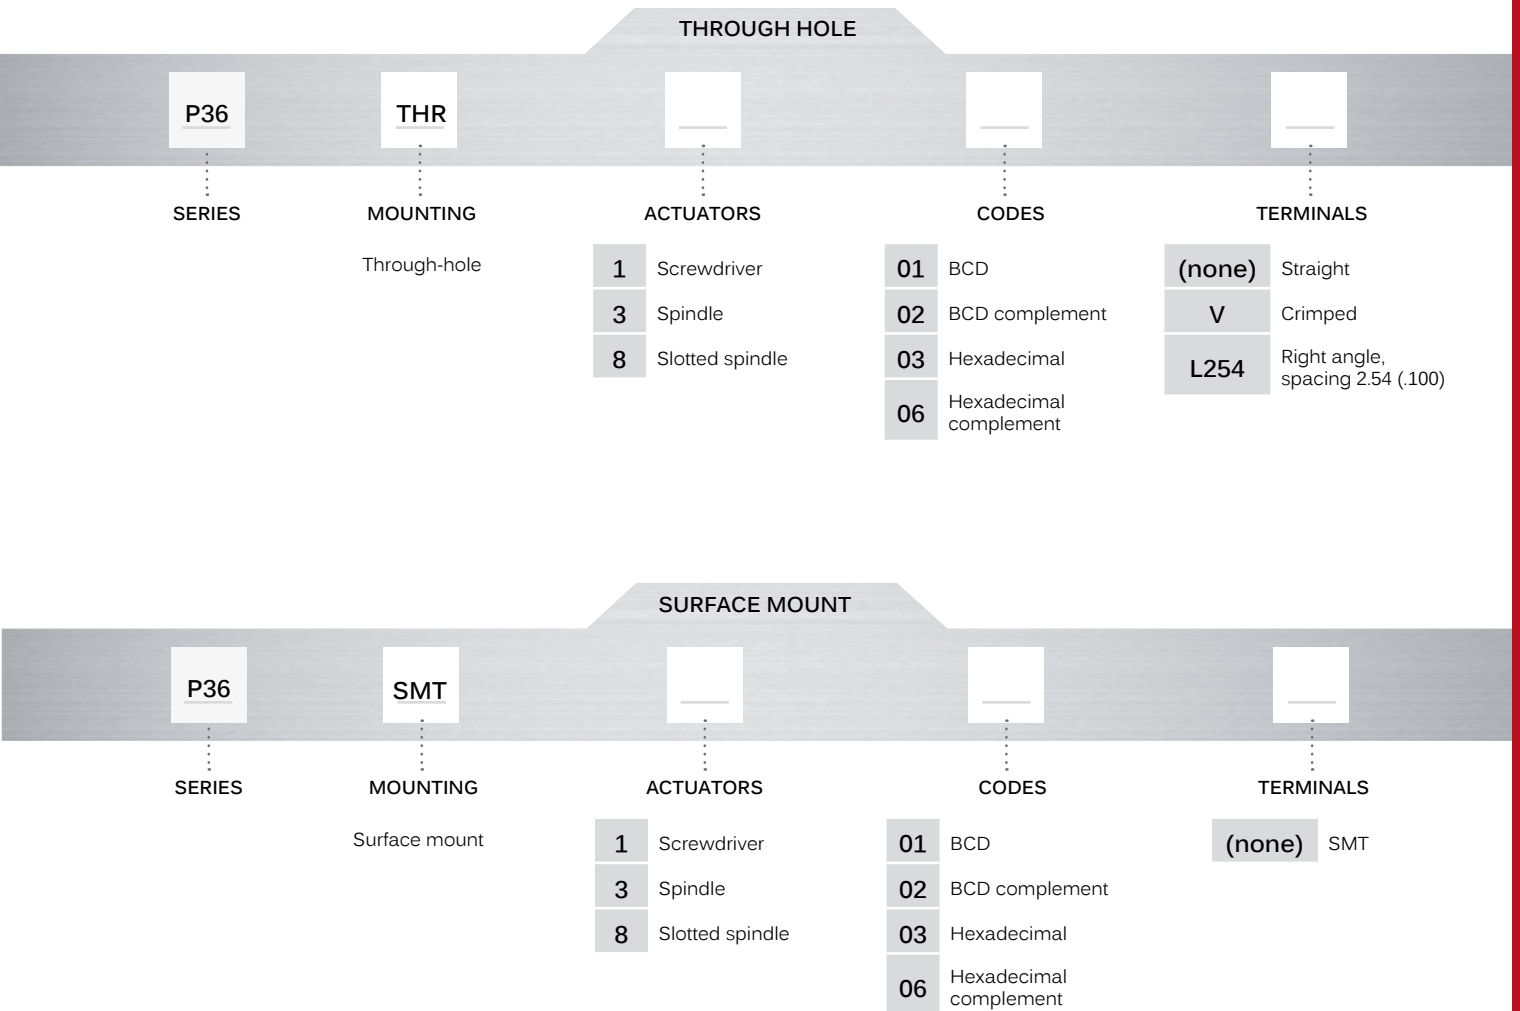 THROUGH HOLE
P36 THR
SERIES MOUNTING ACTUATORS CODES TERMINALS
Through-hole
1 Screwdriver
3 Spindle
8 Slotted spindle
01 BCD
02 BCD complement
03 Hexadecimal
06 Hexadecimal
complement
(none) Straight
V Crimped
L254 Right angle,
spacing 2.54 (.100)
SURFACE MOUNT
P36 SMT
SERIES MOUNTING ACTUATORS CODES TERMINALS
Surface mount
1 Screwdriver
3 Spindle
8 Slotted spindle
01 BCD
02 BCD complement
03 Hexadecimal
06 Hexadecimal
complement
(none) SMT